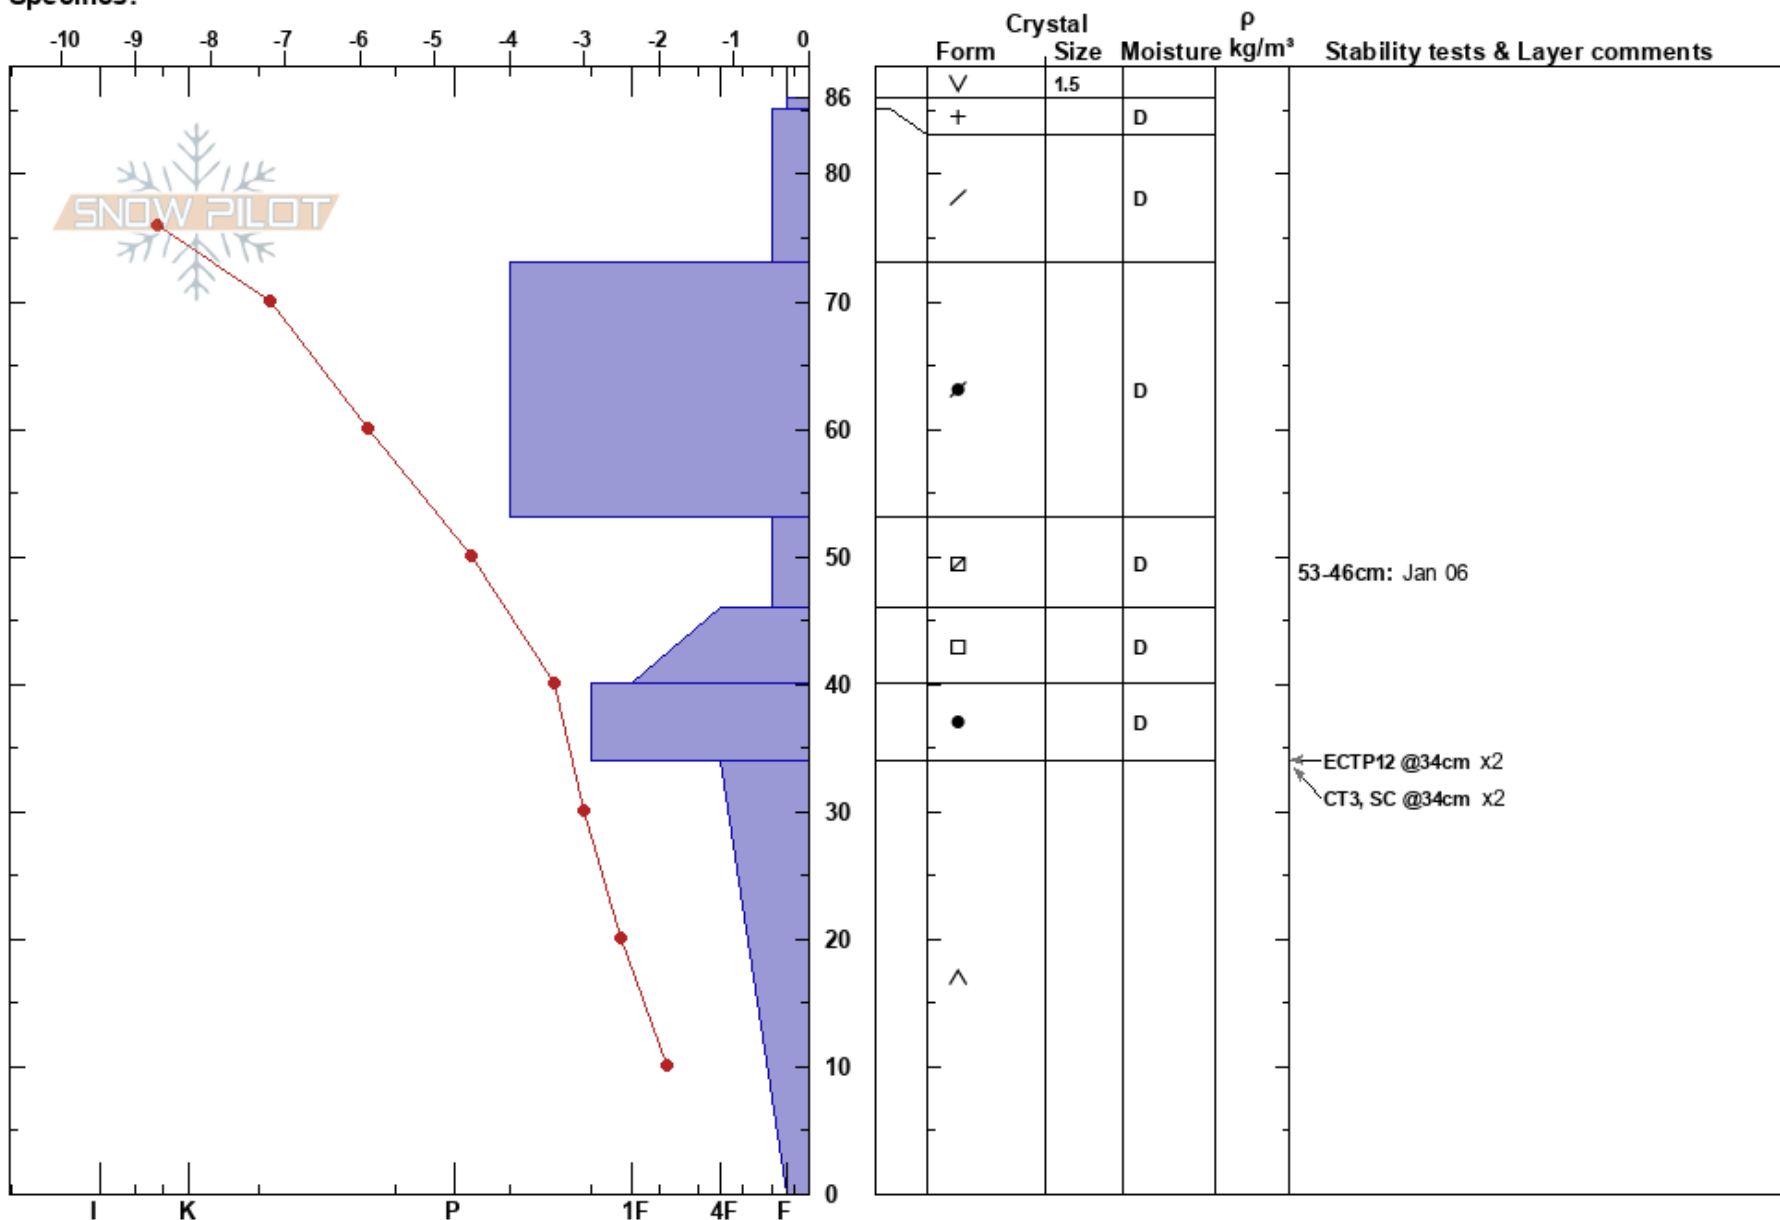 Specifics:
-10 -9 -8 -7 -6 -5 -4 -3 -2 -1 0
Crystal ρ
Form Size Moisture kg/m³ Stability tests & Layer comments
86 1.5
D
80
D
SNOW PILOT
70
D
60
50 D
53-46cm: Jan 06
D
40
D
ECTP12 @34cm x2
CT3, SC @34cm x2
30
20
10
0
I K P 1F 4F F